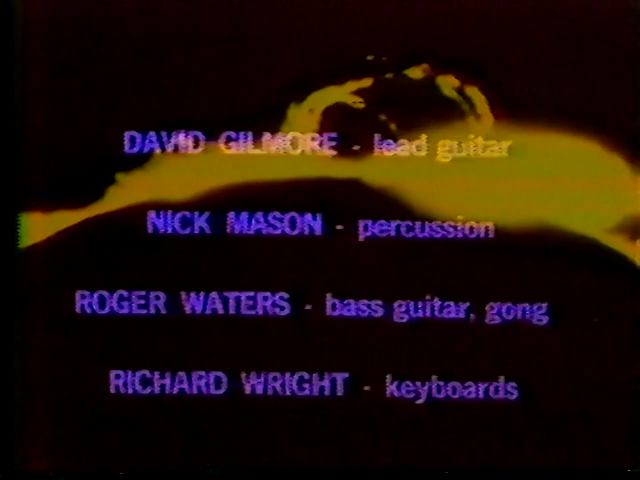 DAVID GILMORE - lead guitar
NICK MASON - percussion
ROGER WATERS - bass guitar, gong
RICHARD WRIGHT - keyboards